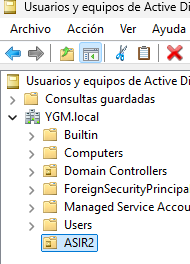 Usuarios y equipos de Active Di
Archivo Acción Ver Ayuda
Usuarios y equipos de Active Di
Consultas guardadas
YGM.local
Builtin
Computers
Domain Controllers
ForeignSecurityPrincipa
Managed Service Accou
Users
ASIR2